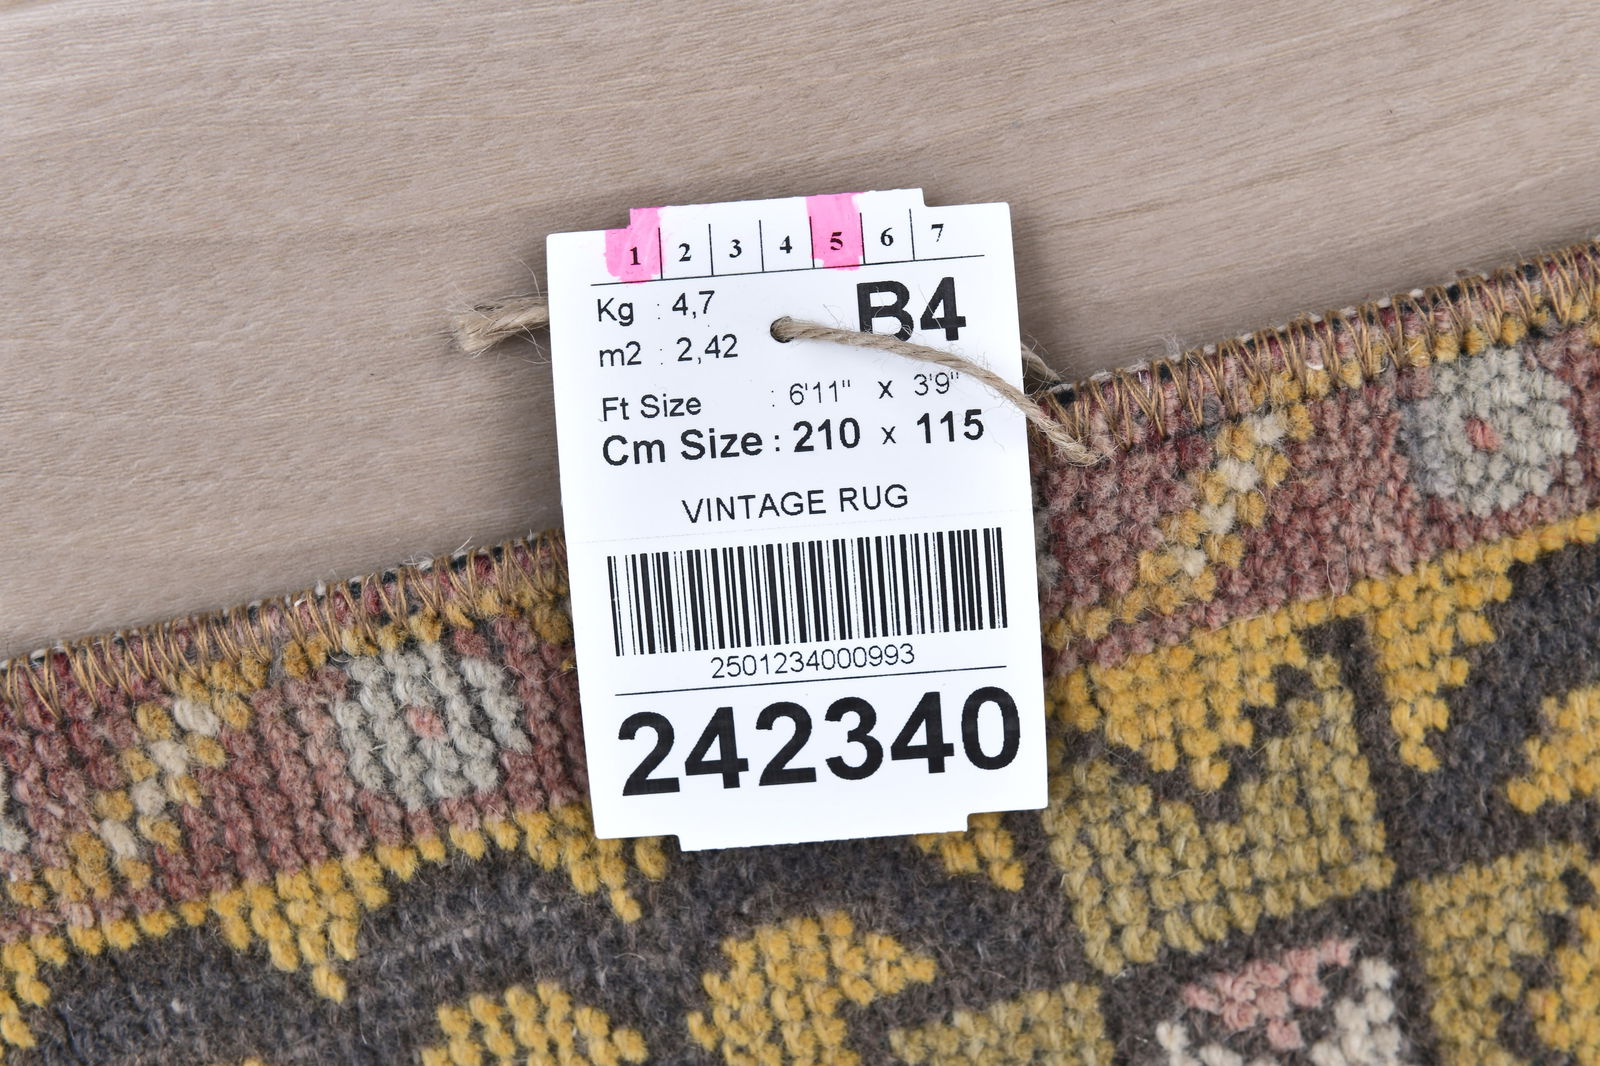 1 2 3 4 5 6 7
Kg : 4,7 B4
m2 : 2,42
Ft Size : 6'11" x 3'9"
Cm Size : 210 x 115
VINTAGE RUG
2501234000993
242340